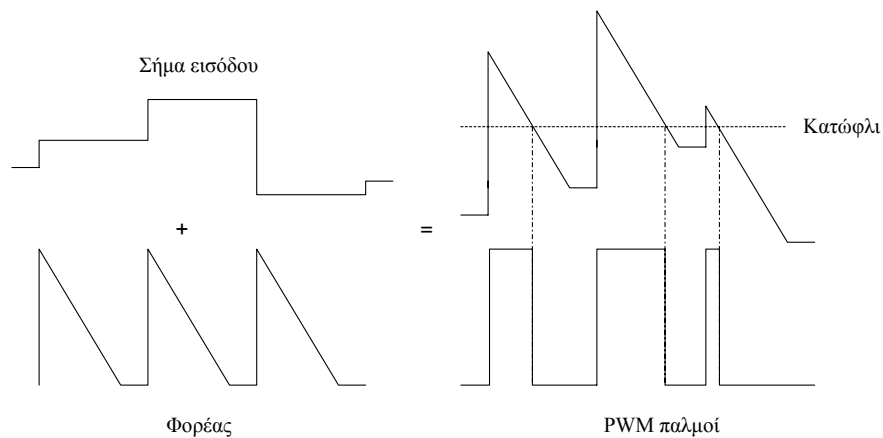 Σήμα εισόδου
Κατώφλι
+
=
Φορέας
PWM παλμοί